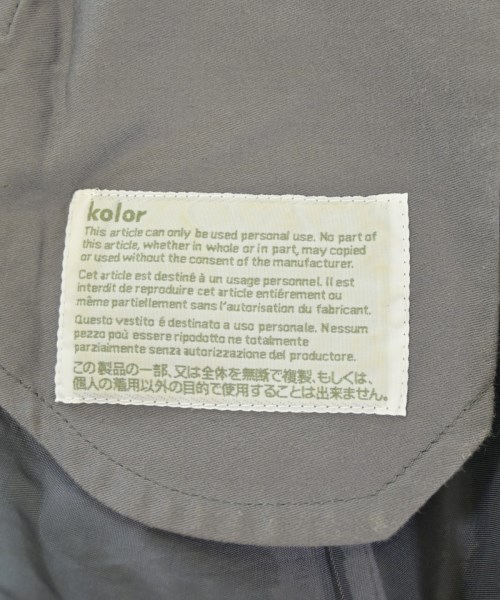 kolor
This article can only be used personal use. No part of
this article, whether in whole or in part, may copied
or used without the consent of the manufacturer.
Cet article est destiné à un usage personnel. Il est
interdit de reproduire cet article entiérement ou
même partiellement sans l'autorisation du fabricant.
Questo vestito é destinato a uso personale. Nessum
pezzo poù essere ripodotto ne totalmente
parzialmente senza autorizzazione del produttore.
この製品の一部、又は全体を無断で複製、もしくは、
個人の着用以外の目的で使用することは出来ません。